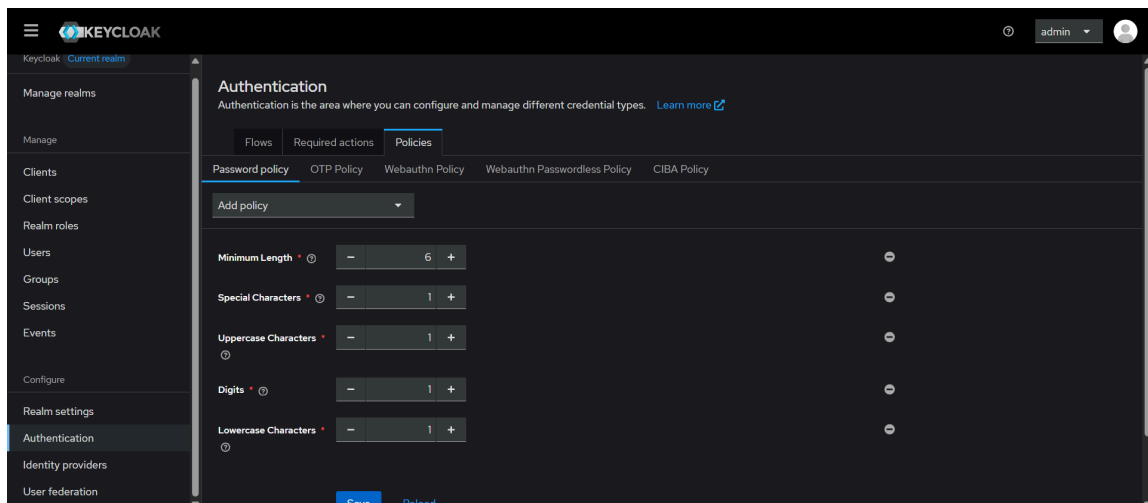 KEYCLOAK
admin
Keycloak Current realm
Manage realms
Manage
Clients
Client scopes
Realm roles
Users
Groups
Sessions
Events
Configure
Realm settings
Authentication
Identity providers
User federation
Authentication
Authentication is the area where you can configure and manage different credential types. Learn more
Flows Required actions Policies
Password policy OTP Policy Webauthn Policy Webauthn Passwordless Policy CIBA Policy
Add policy
Minimum Length * 6
Special Characters * 1
Uppercase Characters * 1
Digits * 1
Lowercase Characters * 1
Save Reload